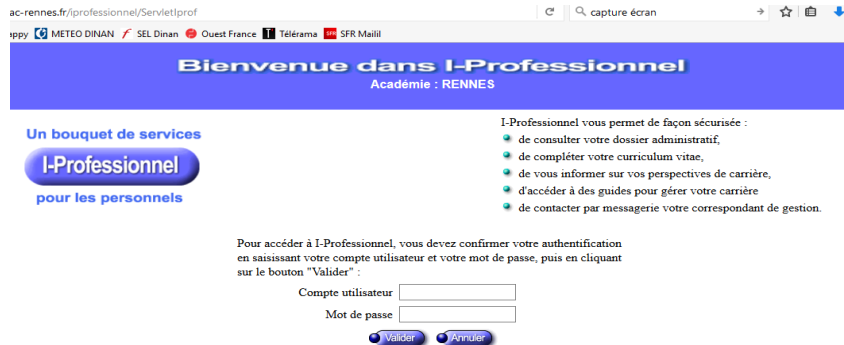 ac-rennes.fr/iprofessionnel/ServletIprof
capture écran
appy METEO DINAN SEL Dinan Ouest France T Télérama SFR SFR Mailil
Bienvenue dans I-Professionnel
Académie : RENNES
Un bouquet de services
I-Professionnel
pour les personnels
I-Professionnel vous permet de façon sécurisée :
de consulter votre dossier administratif,
de compléter votre curriculum vitae,
de vous informer sur vos perspectives de carrière,
d'accéder à des guides pour gérer votre carrière
de contacter par messagerie votre correspondant de gestion.
Pour accéder à I-Professionnel, vous devez confirmer votre authentification
en saisissant votre compte utilisateur et votre mot de passe, puis en cliquant
sur le bouton "Valider" :
Compte utilisateur
Mot de passe
Valider Annuler